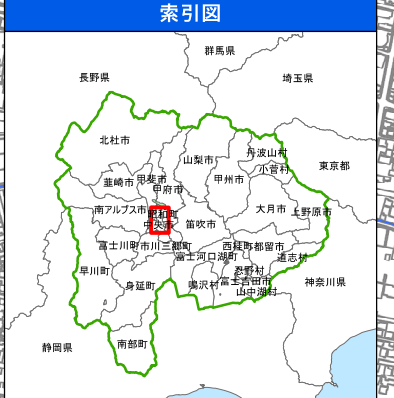 索引図
群馬県
長野県
埼玉県
北杜市
丹波山村
山梨市
小菅村
東京都
韮崎市
甲斐市
甲府市
甲州市
南アルプス市
昭和町
大月市
上野原市
中央市
笛吹市
富士川町
市川三郷町
西桂町
都留市
道志村
富士河口湖町
早川町
忍野村
身延町
鳴沢村
富士吉田市
神奈川県
山中湖村
静岡県
南部町